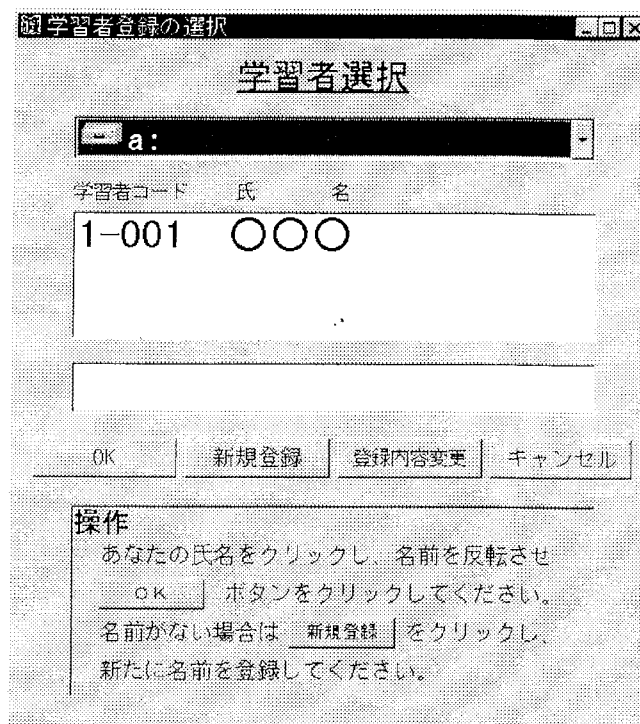 学習者登録の選択
学習者選択
a:
学習者コード 氏 名
1-001 〇〇〇
OK 新規登録 登録内容変更 キャンセル
操作
あなたの氏名をクリックし、名前を反転させ
OK ボタンをクリックしてください。
名前がない場合は 新規登録 をクリックし、
新たに名前を登録してください。